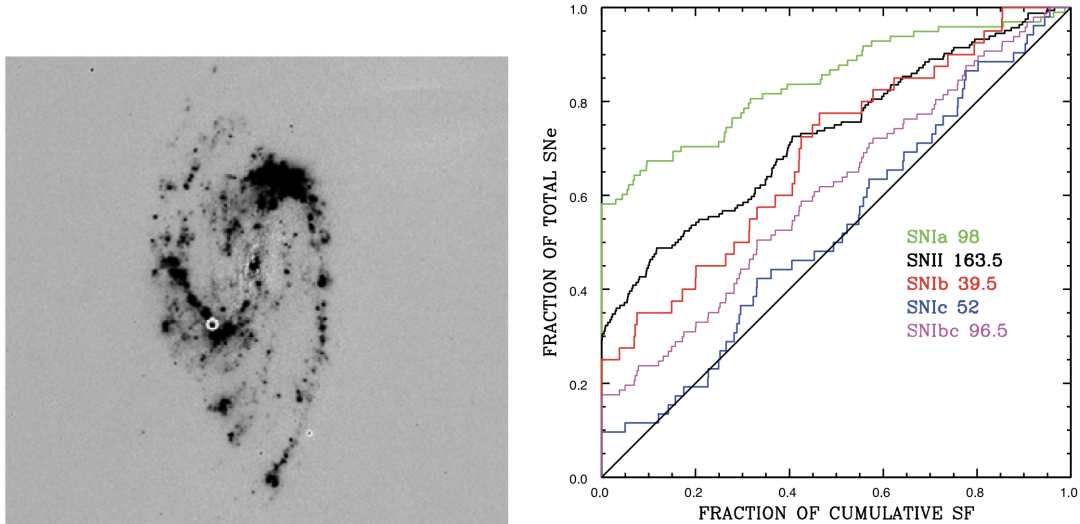 1.0
0.8
0.6
0.4
0.2
0.0
FRACTION OF TOTAL SNe
SNIa 98
SNII 163.5
SNIb 39.5
SNIc 52
SNIbc 96.5
0.0 0.2 0.4 0.6 0.8 1.0
FRACTION OF CUMULATIVE SF